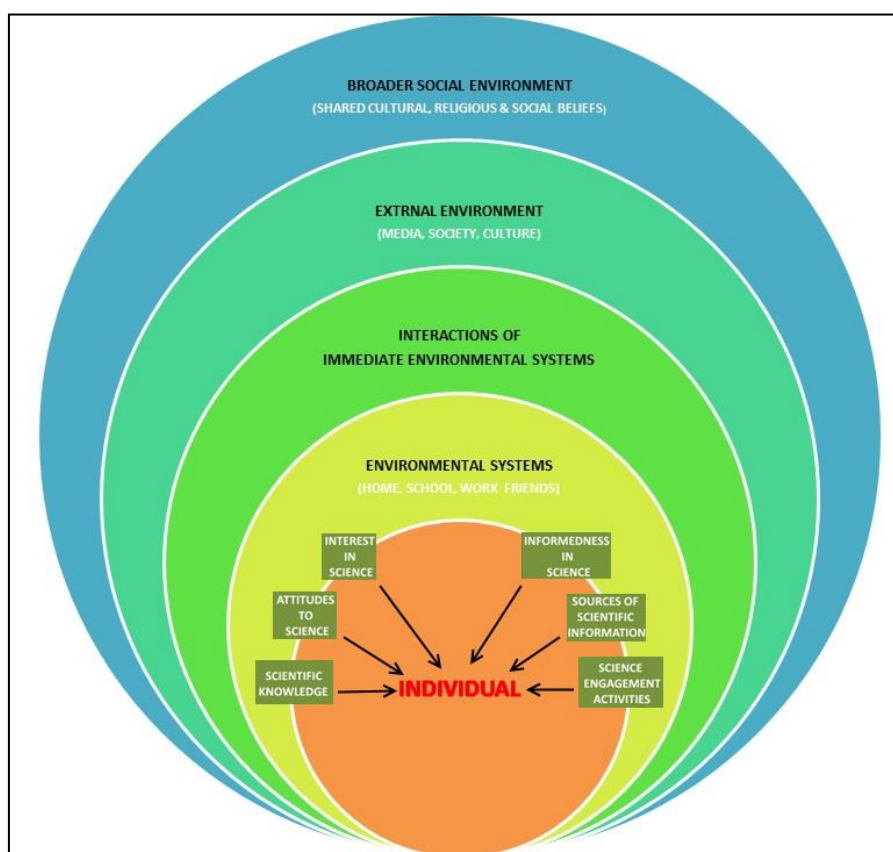 BROADER SOCIAL ENVIRONMENT
(SHARED CULTURAL, RELIGIOUS & SOCIAL BELIEFS)
EXTRNAL ENVIRONMENT
(MEDIA, SOCIETY, CULTURE)
INTERACTIONS OF
IMMEDIATE ENVIRONMENTAL SYSTEMS
ENVIRONMENTAL SYSTEMS
(HOME, SCHOOL, WORK FRIENDS)
INTEREST
IN
SCIENCE
INFORMEDNESS
IN
SCIENCE
ATTITUDES
TO
SCIENCE
SOURCES OF
SCIENTIFIC
INFORMATION
SCIENTIFIC
KNOWLEDGE
INDIVIDUAL
SCIENCE
ENGAGEMENT
ACTIVITIES